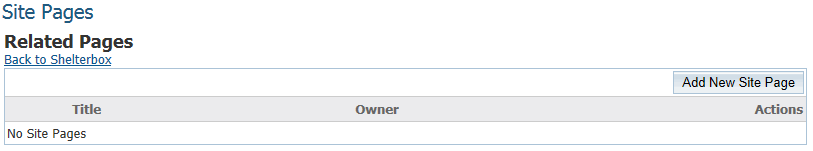 Site Pages
Related Pages
Back to Shelterbox
Add New Site Page
Title Owner Actions
No Site Pages